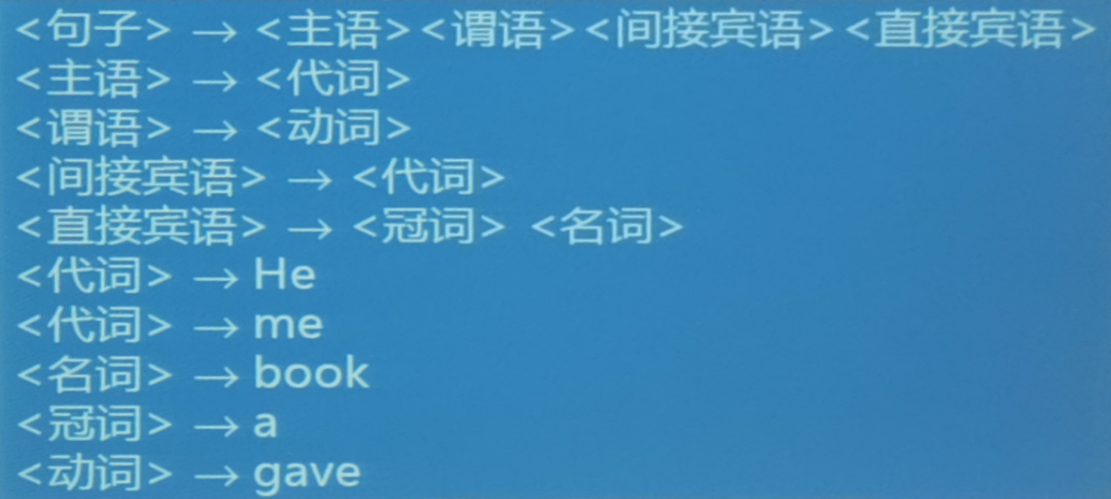 <句子> → <主语><谓语><间接宾语><直接宾语>
<主语> → <代词>
<谓语> → <动词>
<间接宾语> → <代词>
<直接宾语> → <冠词> <名词>
<代词> → He
<代词> → me
<名词> → book
<冠词> → a
<动词> → gave